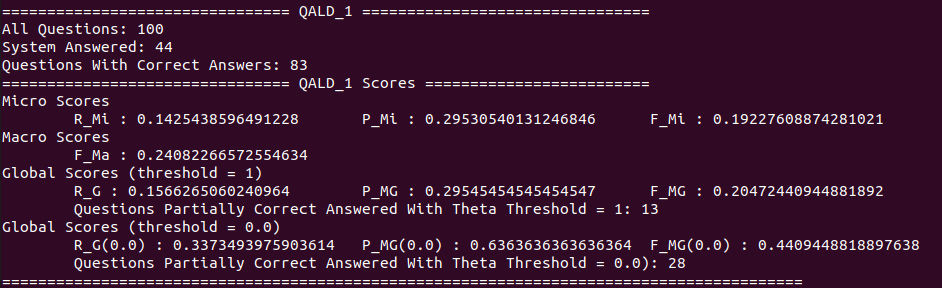 ================================ QALD_1 ================================
All Questions: 100
System Answered: 44
Questions With Correct Answers: 83
================================ QALD_1 Scores =========================
Micro Scores
R_Mi : 0.1425438596491228 P_Mi : 0.29530540131246846 F_Mi : 0.19227608874281021
Macro Scores
F_Ma : 0.24082266572554634
Global Scores (threshold = 1)
R_G : 0.1566265060240964 P_MG : 0.29545454545454547 F_MG : 0.20472440944881892
Questions Partially Correct Answered With Theta Threshold = 1: 13
Global Scores (threshold = 0.0)
R_G(0.0) : 0.3373493975903614 P_MG(0.0) : 0.6363636363636364 F_MG(0.0) : 0.4409448818897638
Questions Partially Correct Answered With Theta Threshold = 0.0): 28
=========================================================================================